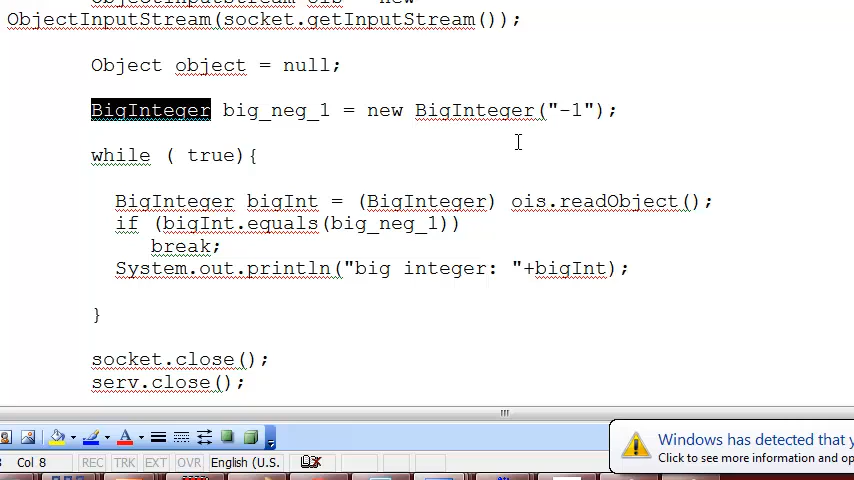 ObjectInputStream(socket.getInputStream());
Object object = null;
BigInteger big_neg_1 = new BigInteger("-1");
while ( true){
BigInteger bigInt = (BigInteger) ois.readObject();
if (bigInt.equals(big_neg_1))
break;
System.out.println("big integer: "+bigInt);
}
socket.close();
serv.close();
Windows has detected that
Col 8 REC TRK EXT OVR English (U.S. Click to see more information and